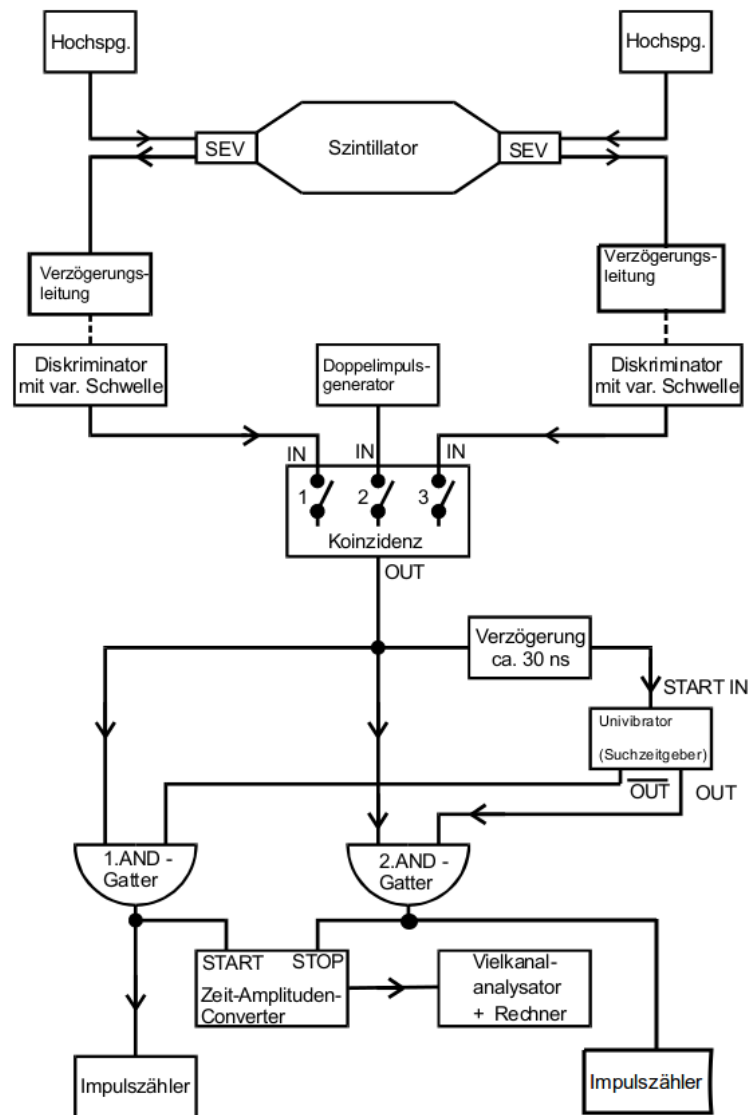 Hochspg.
Hochspg.
SEV
Szintillator
SEV
Verzögerungs-
leitung
Verzögerungs-
leitung
Diskriminator
mit var. Schwelle
Doppelimpuls-
generator
Diskriminator
mit var. Schwelle
IN
IN
IN
1
2
3
Koinzidenz
OUT
Verzögerung
ca. 30 ns
START IN
Univibrator
(Suchzeitgeber)
OUT
OUT
1.AND -
Gatter
2.AND -
Gatter
START
STOP
Zeit-Amplituden-
Converter
Vielkanal-
analysator
+ Rechner
Impulszähler
Impulszähler